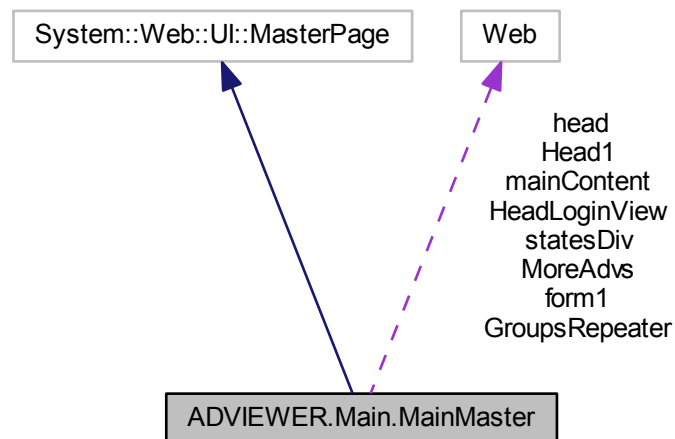 System::Web::UI::MasterPage
Web
head
Head1
mainContent
HeadLoginView
statesDiv
MoreAdvs
form1
GroupsRepeater
ADVIEWER.Main.MainMaster